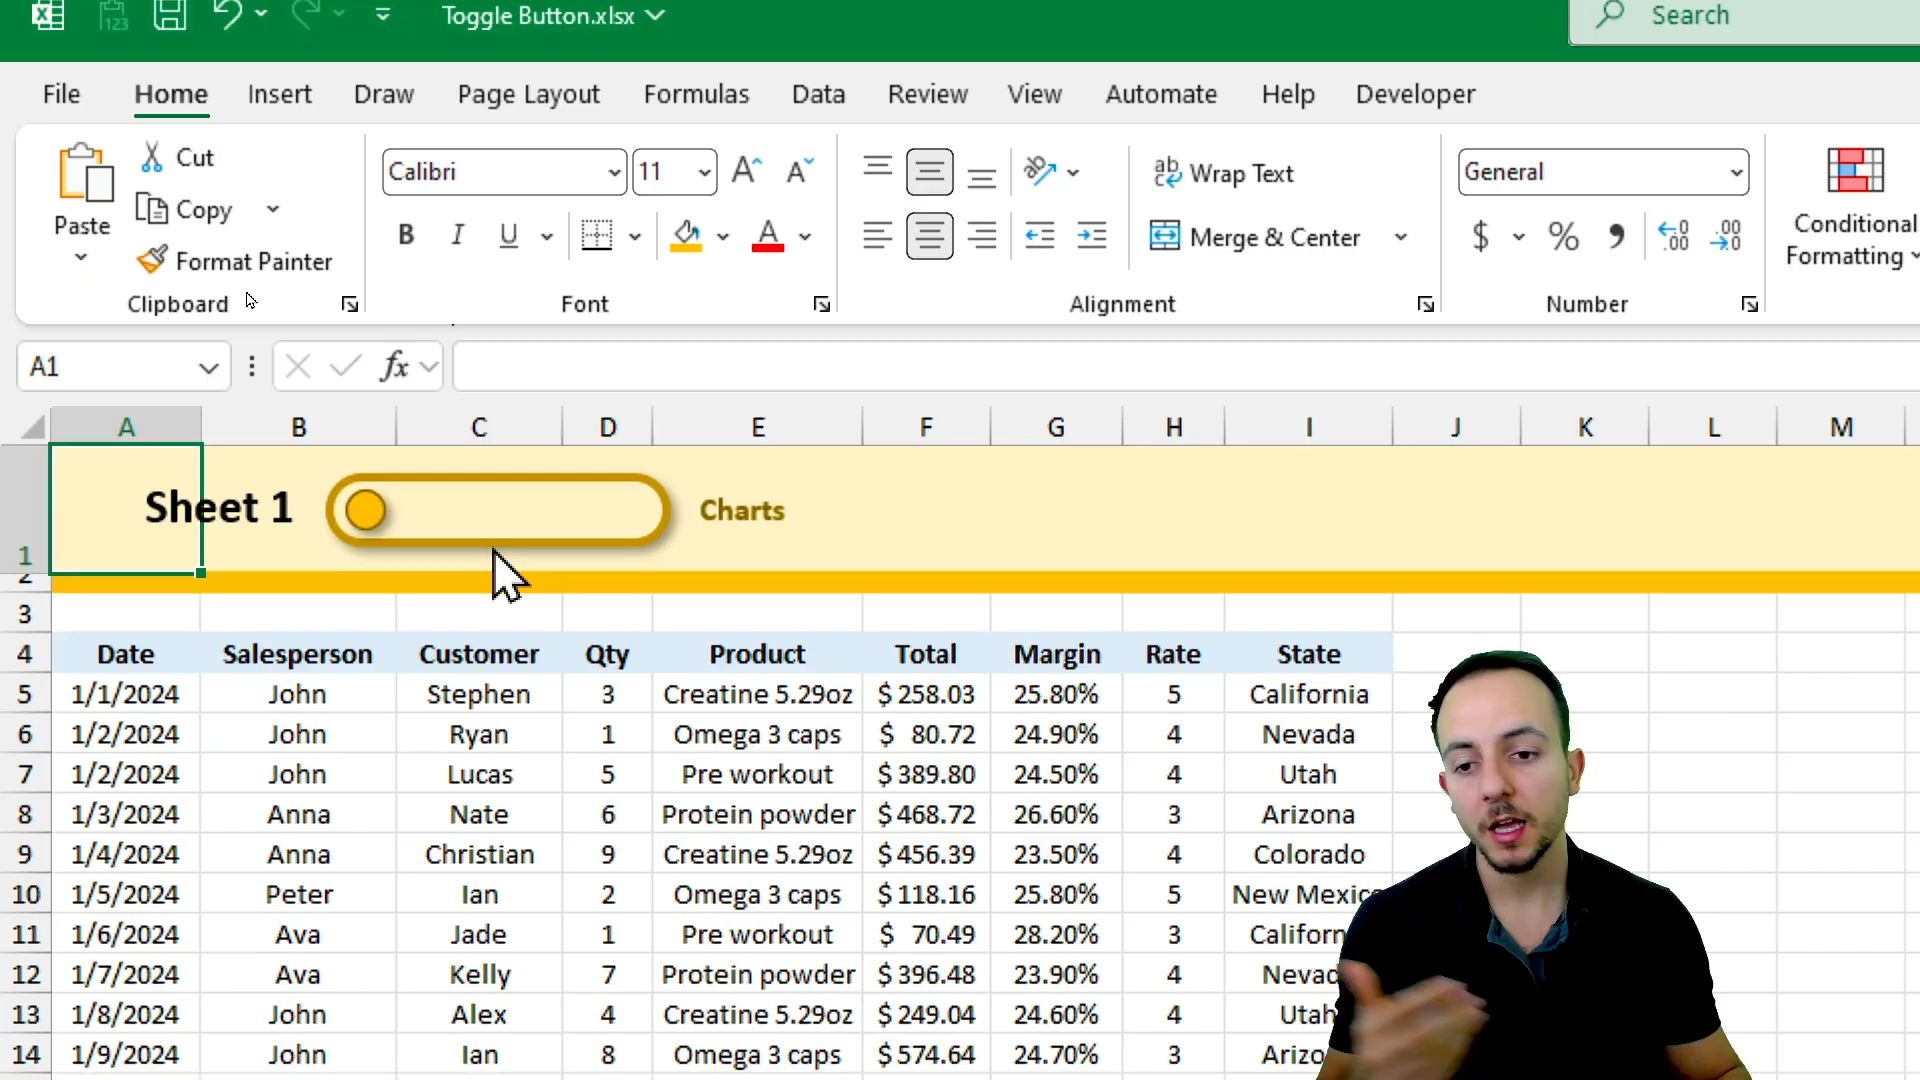 Toggle Button.xlsx
Search
File Home Insert Draw Page Layout Formulas Data Review View Automate Help Developer
Paste
Cut
Copy
Format Painter
Clipboard
Calibri 11
B I U
Font
Wrap Text
Merge & Center
Alignment
General
$ % ,
Number
Conditional
Formatting
A1 fx
A B C D E F G H I J K L M
Sheet 1 Charts
1
2
3
4 Date Salesperson Customer Qty Product Total Margin Rate State
5 1/1/2024 John Stephen 3 Creatine 5.29oz $ 258.03 25.80% 5 California
6 1/2/2024 John Ryan 1 Omega 3 caps $ 80.72 24.90% 4 Nevada
7 1/2/2024 John Lucas 5 Pre workout $ 389.80 24.50% 4 Utah
8 1/3/2024 Anna Nate 6 Protein powder $ 468.72 26.60% 3 Arizona
9 1/4/2024 Anna Christian 9 Creatine 5.29oz $ 456.39 23.50% 4 Colorado
10 1/5/2024 Peter Ian 2 Omega 3 caps $ 118.16 25.80% 5 New Mexico
11 1/6/2024 Ava Jade 1 Pre workout $ 70.49 28.20% 3 Californ
12 1/7/2024 Ava Kelly 7 Protein powder $ 396.48 23.90% 4 Nevad
13 1/8/2024 John Alex 4 Creatine 5.29oz $ 249.04 24.60% 4 Utah
14 1/9/2024 John Ian 8 Omega 3 caps $ 574.64 24.70% 3 Arizo